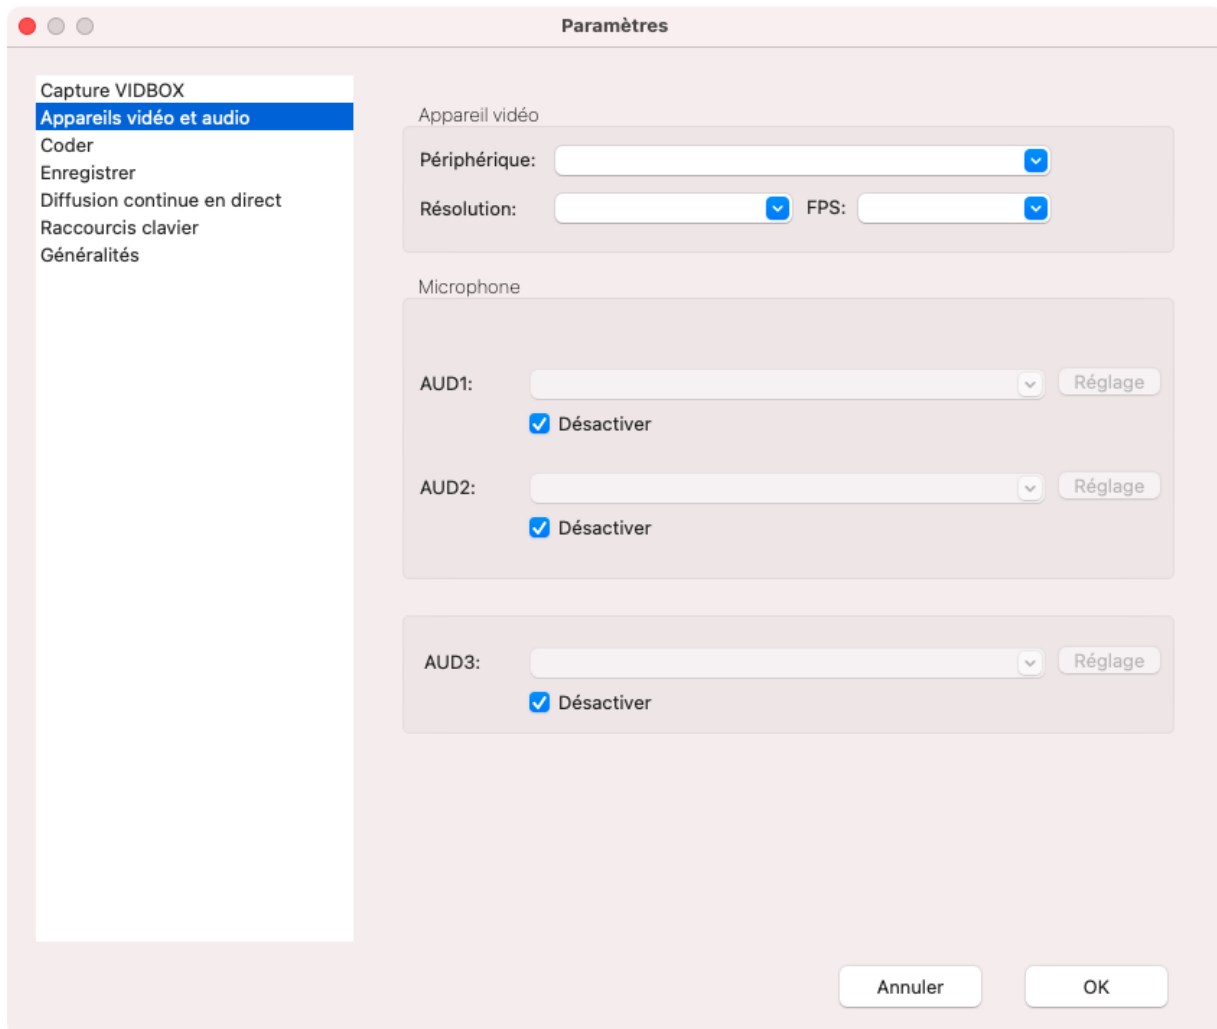 Paramètres
Capture VIDBOX
Appareils vidéo et audio
Coder
Enregistrer
Diffusion continue en direct
Raccourcis clavier
Généralités
Appareil vidéo
Périphérique:
Résolution:
FPS:
Microphone
AUD1:
Réglage
Désactiver
AUD2:
Réglage
Désactiver
AUD3:
Réglage
Désactiver
Annuler
OK